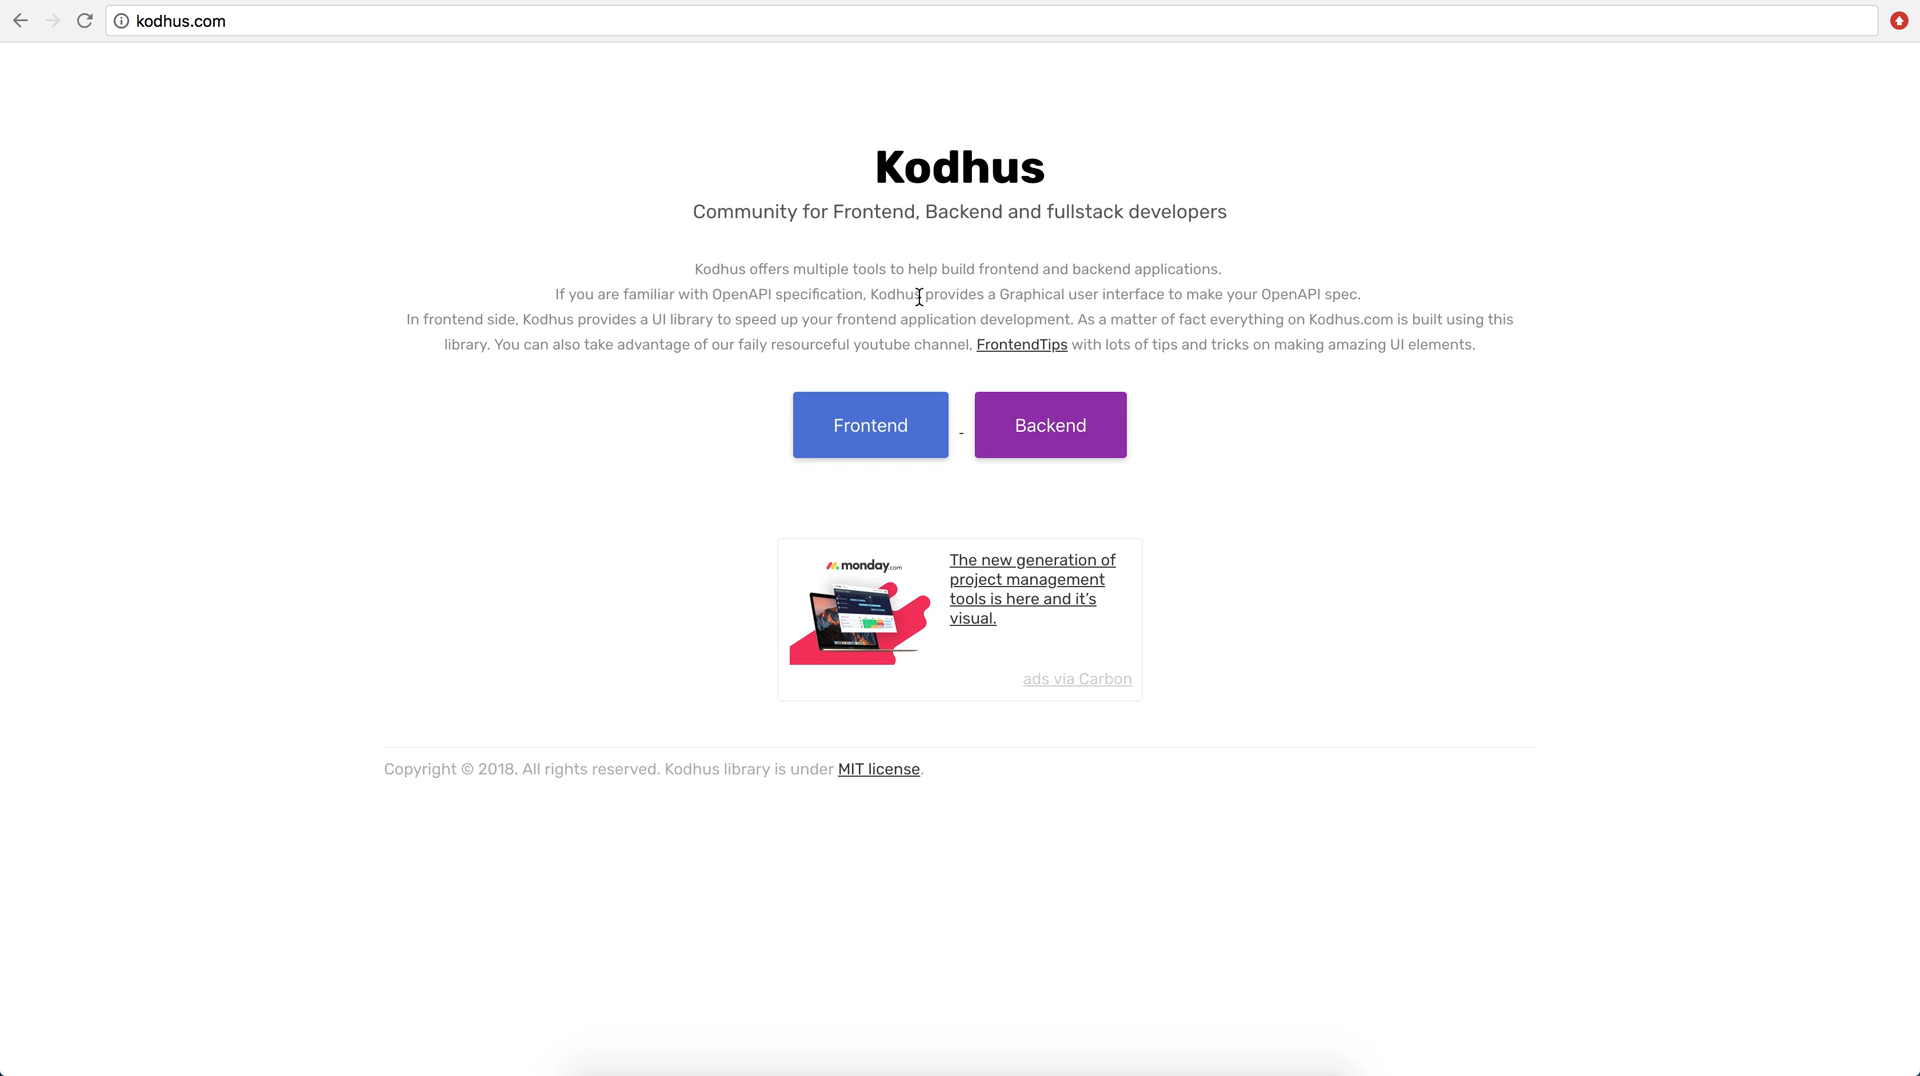 kodhus.com
Kodhus
Community for Frontend, Backend and fullstack developers
Kodhus offers multiple tools to help build frontend and backend applications.
If you are familiar with OpenAPI specification, Kodhus provides a Graphical user interface to make your OpenAPI spec.
In frontend side, Kodhus provides a UI library to speed up your frontend application development. As a matter of fact everything on Kodhus.com is built using this
library. You can also take advantage of our faily resourceful youtube channel, FrontendTips with lots of tips and tricks on making amazing UI elements.
Frontend - Backend
monday.com
The new generation of
project management
tools is here and it's
visual.
ads via Carbon
Copyright © 2018. All rights reserved. Kodhus library is under MIT license.